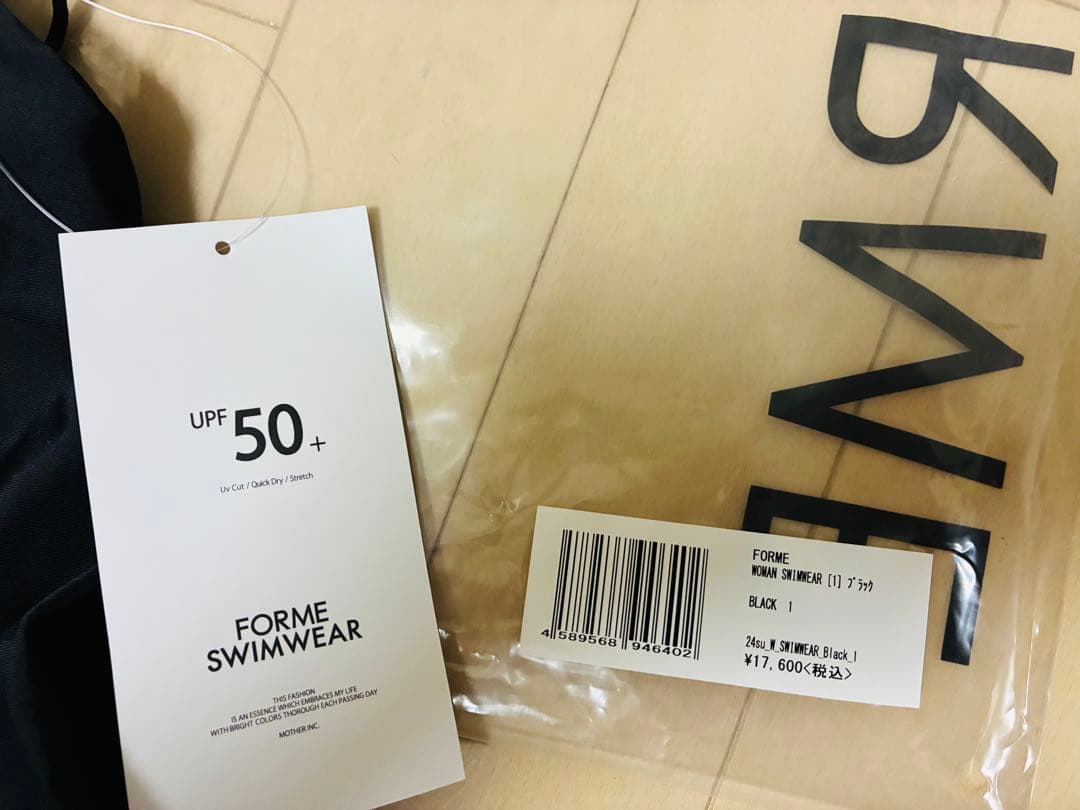 UPF 50+
Uv Cut / Quick Dry / Stretch
FORME
SWIMWEAR
THIS FASHION
IS AN ESSENCE WHICH EMBRACES MY LIFE
WITH BRIGHT COLORS THOROUGH EACH PASSING DAY
MOTHER INC.
RME
4 589568 946402
FORME
WOMAN SWIMWEAR [1] ﾌﾞﾗｯｸ
BLACK 1
24su_W_SWIMWEAR_Black_1
¥17,600<税込>